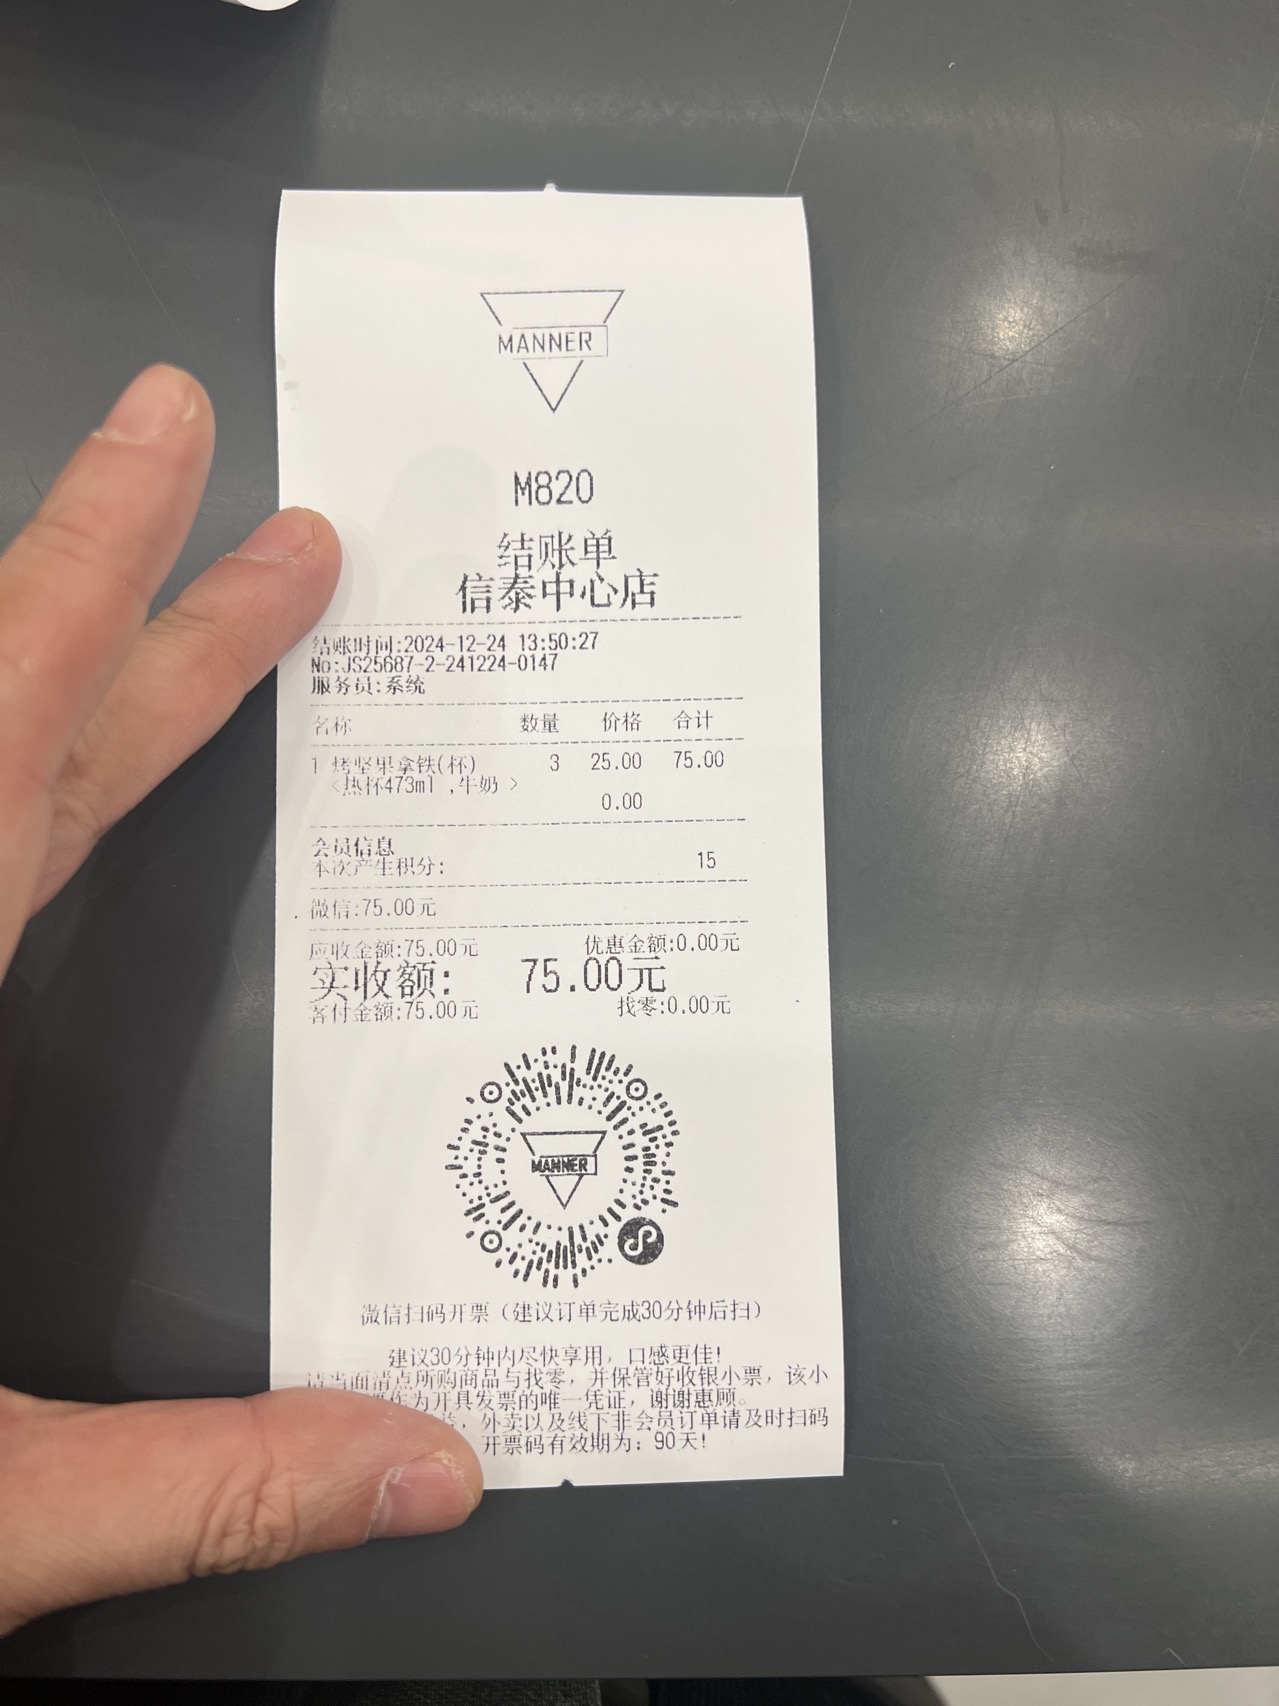 MANNER
M820
结账单
信泰中心店
结账时间:2024-12-24 13:50:27
No:JS25687-2-241224-0147
服务员:系统
名称 数量 价格 合计
1 烤坚果拿铁(杯) 3 25.00 75.00
<热杯473ml ,牛奶 >
0.00
会员信息
本次产生积分: 15
微信:75.00元
应收金额:75.00元 优惠金额:0.00元
实收额: 75.00元
客付金额:75.00元 找零:0.00元
MANNER
微信扫码开票（建议订单完成30分钟后扫）
建议30分钟内尽快享用，口感更佳!
请当面清点所购商品与找零，并保管好收银小票，该小
作为开具发票的唯一凭证，谢谢惠顾。
，外卖以及线下非会员订单请及时扫码
开票码有效期为：90天!